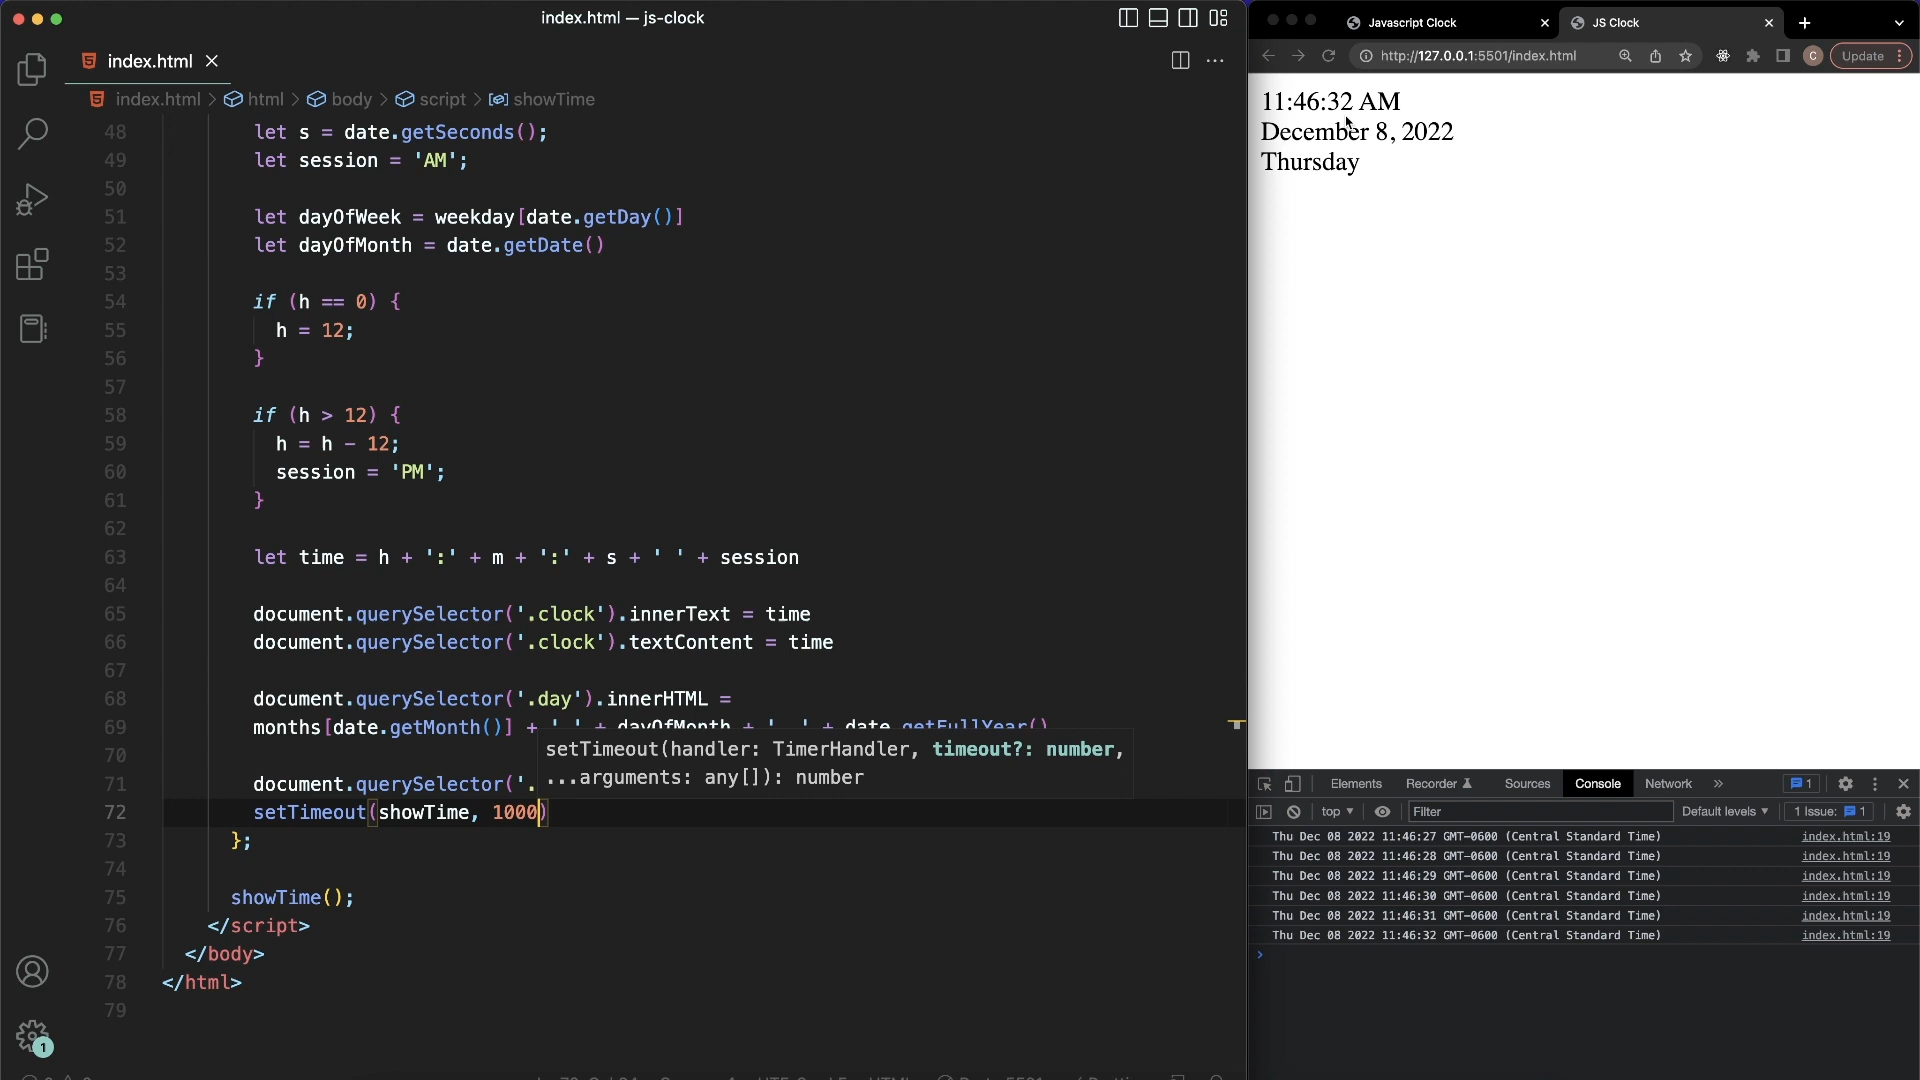 index.html — js-clock
index.html
index.html > html > body > script > showTime
48 let s = date.getSeconds();
49 let session = 'AM';
50
51 let dayOfWeek = weekday[date.getDay()]
52 let dayOfMonth = date.getDate()
53
54 if (h == 0) {
55 h = 12;
56 }
57
58 if (h > 12) {
59 h = h - 12;
60 session = 'PM';
61 }
62
63 let time = h + ':' + m + ':' + s + ' ' + session
64
65 document.querySelector('.clock').innerText = time
66 document.querySelector('.clock').textContent = time
67
68 document.querySelector('.day').innerHTML =
69 months[date.getMonth()] + ' ' + dayOfMonth + ', ' + date.getFullYear()
setTimeout(handler: TimerHandler, timeout?: number,
70
...arguments: any[]): number
71 document.querySelector('.
72 setTimeout(showTime, 1000)
73 };
74
75 showTime();
76 </script>
77 </body>
78 </html>
79
1
Javascript Clock
JS Clock
http://127.0.0.1:5501/index.html
C
Update
11:46:32 AM
December 8, 2022
Thursday
Elements Recorder Sources Console Network » 1
top Filter Default levels 1 Issue: 1
Thu Dec 08 2022 11:46:27 GMT-0600 (Central Standard Time) index.html:19
Thu Dec 08 2022 11:46:28 GMT-0600 (Central Standard Time) index.html:19
Thu Dec 08 2022 11:46:29 GMT-0600 (Central Standard Time) index.html:19
Thu Dec 08 2022 11:46:30 GMT-0600 (Central Standard Time) index.html:19
Thu Dec 08 2022 11:46:31 GMT-0600 (Central Standard Time) index.html:19
Thu Dec 08 2022 11:46:32 GMT-0600 (Central Standard Time) index.html:19